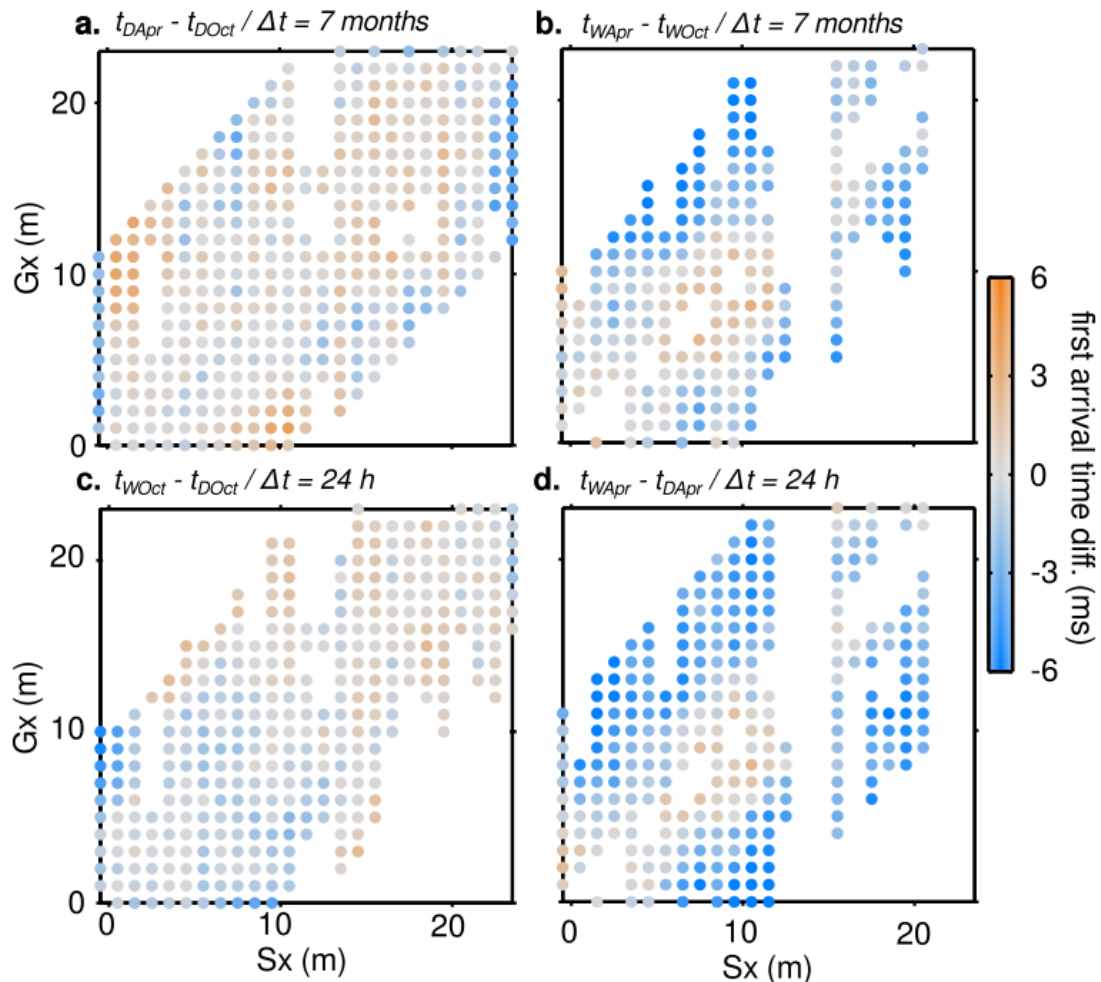 a. tDApr - tDOct / Δt = 7 months
b. tWApr - tWOct / Δt = 7 months
20
10
0
Gx (m)
6
3
0
-3
-6
first arrival time diff. (ms)
c. tWOct - tDOct / Δt = 24 h
d. tWApr - tDApr / Δt = 24 h
20
10
0
Gx (m)
0
10
20
Sx (m)
0
10
20
Sx (m)